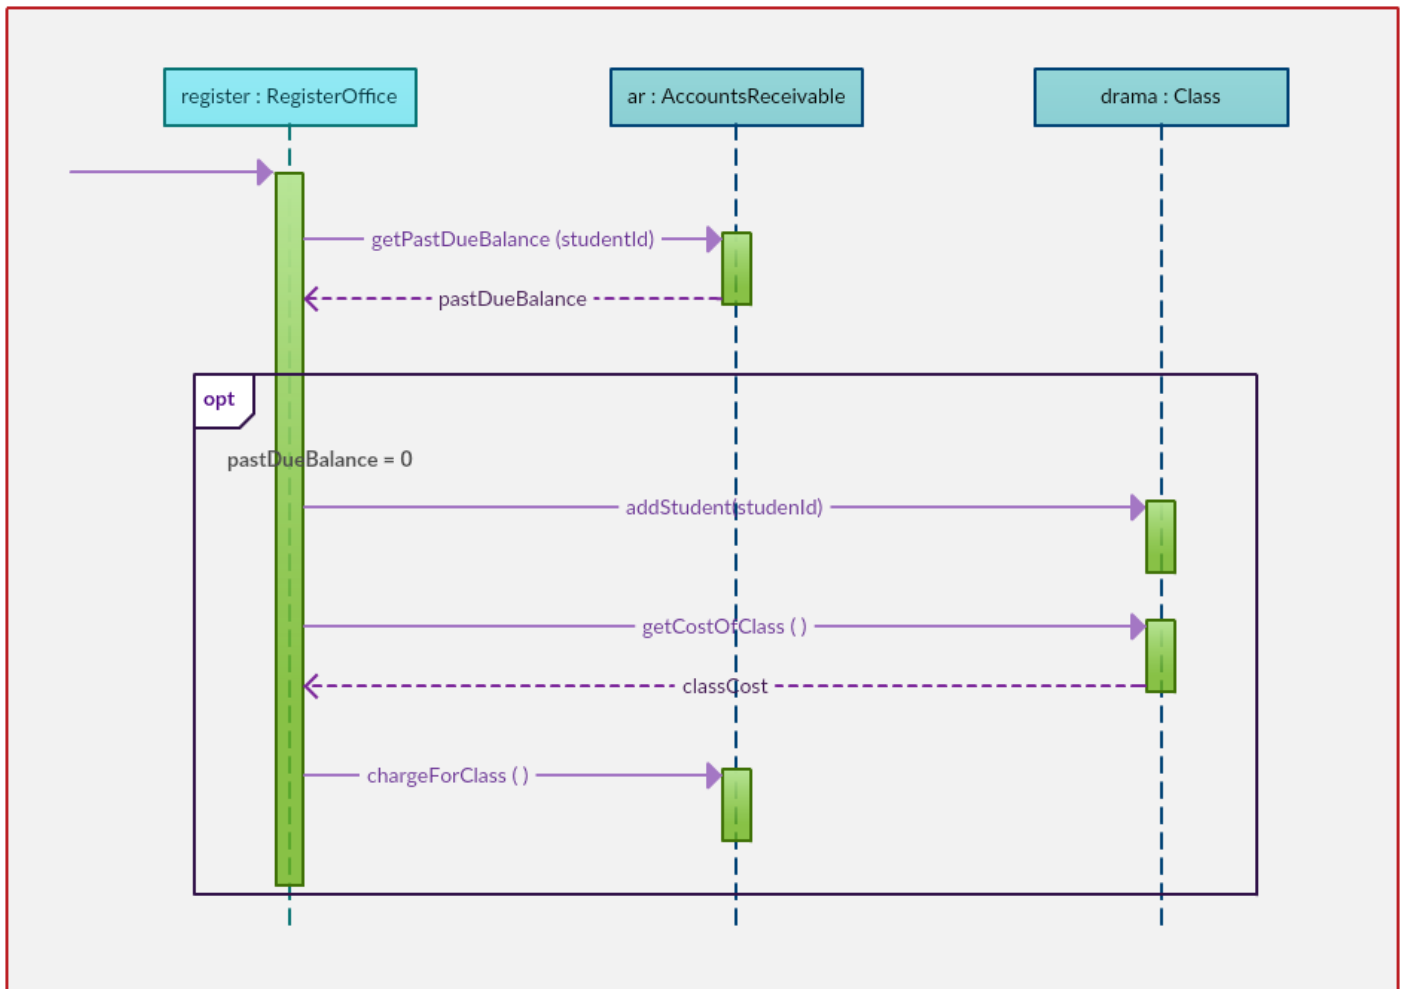 register : RegisterOffice
ar : AccountsReceivable
drama : Class
getPastDueBalance (studentId)
pastDueBalance
opt
pastDueBalance = 0
addStudent(studenId)
getCostOfClass ( )
classCost
chargeForClass ( )